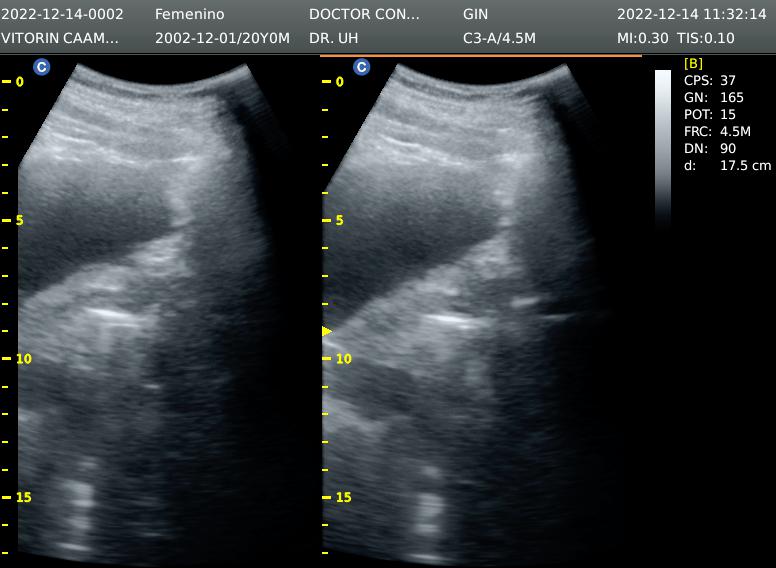 2022-12-14-0002 Femenino DOCTOR CON... GIN 2022-12-14 11:32:14
VITORIN CAAM... 2002-12-01/20Y0M DR. UH C3-A/4.5M MI:0.30 TIS:0.10
C
C
[B]
CPS: 37
GN: 165
POT: 15
FRC: 4.5M
DN: 90
d: 17.5 cm
0
5
10
15
0
5
10
15